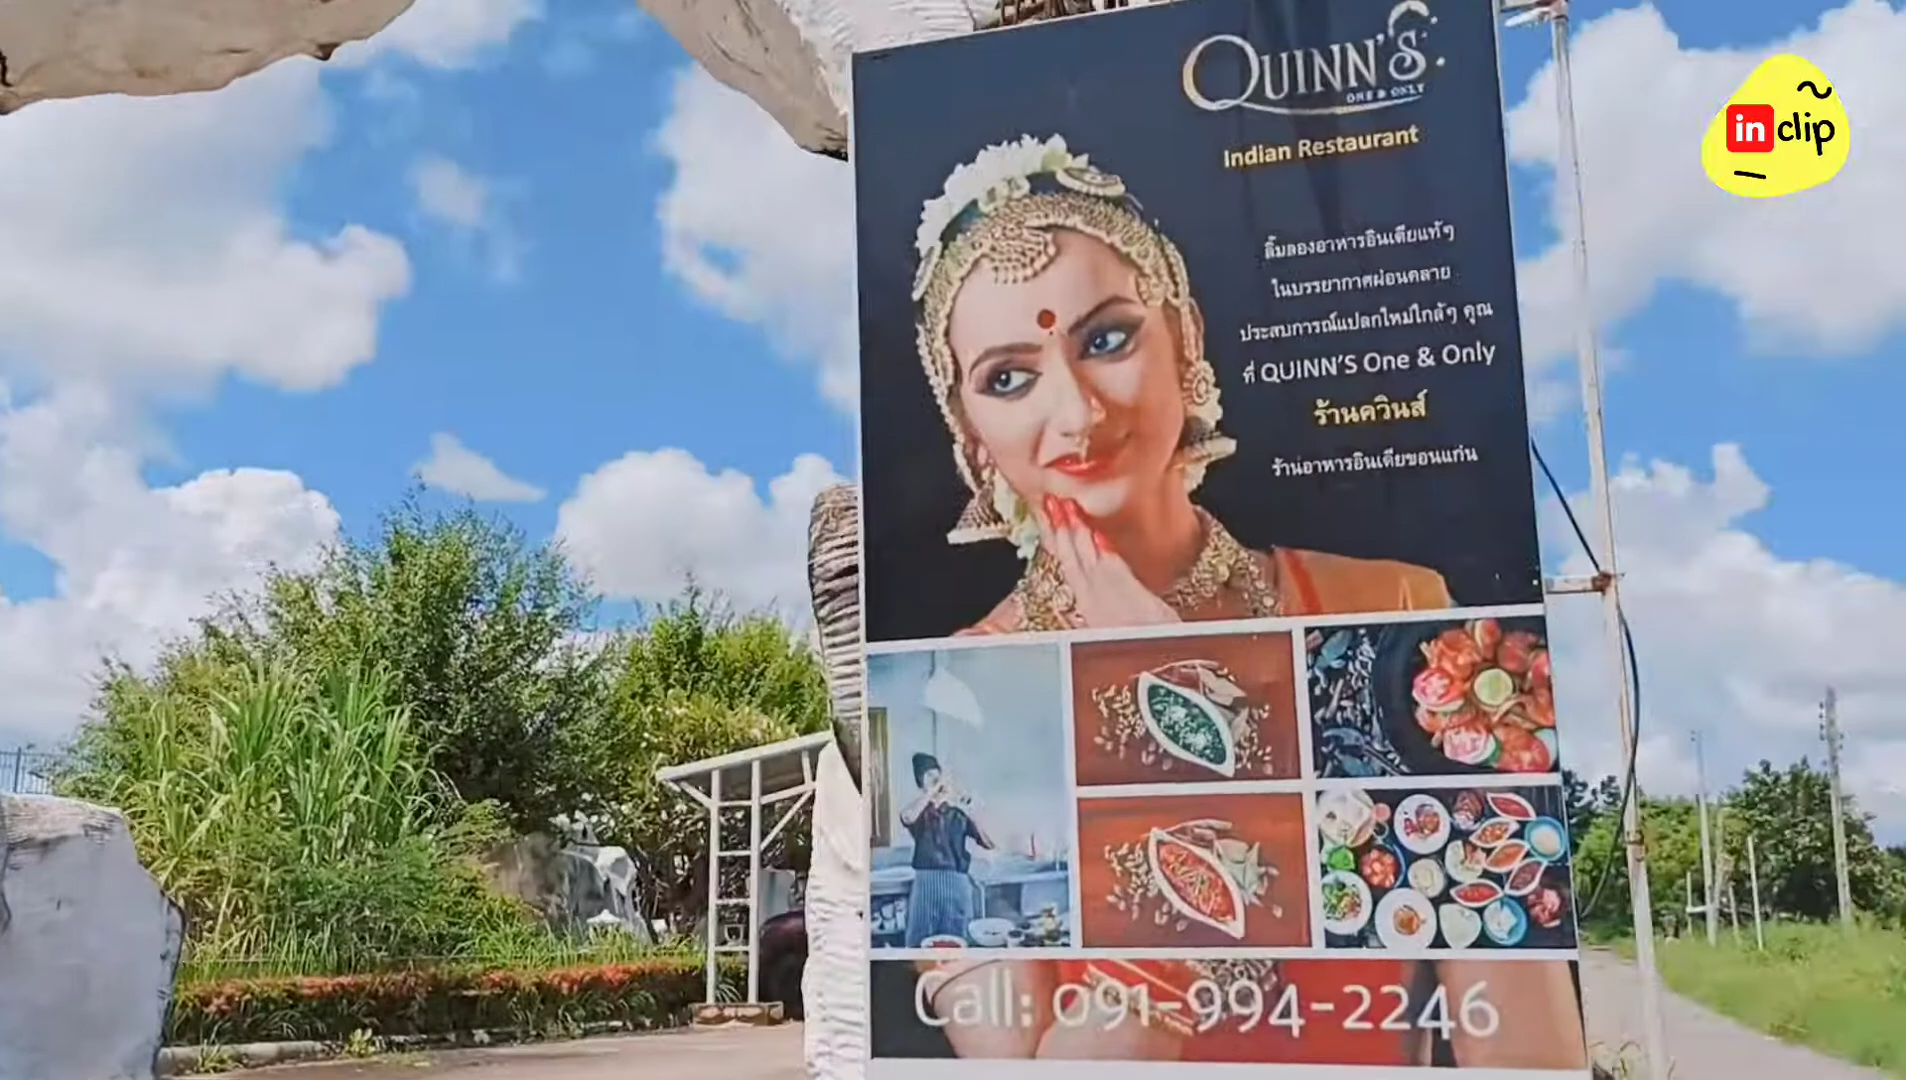 QUINN'S
ONE & ONLY
Indian Restaurant
ลิ้มลองอาหารอินเดียแท้ๆ
ในบรรยากาศผ่อนคลาย
ประสบการณ์แปลกใหม่ใกล้ๆ คุณ
ที่ QUINN'S One & Only
ร้านควินส์
ร้านอาหารอินเดียขอนแก่น
Call: 091-994-2246
in clip